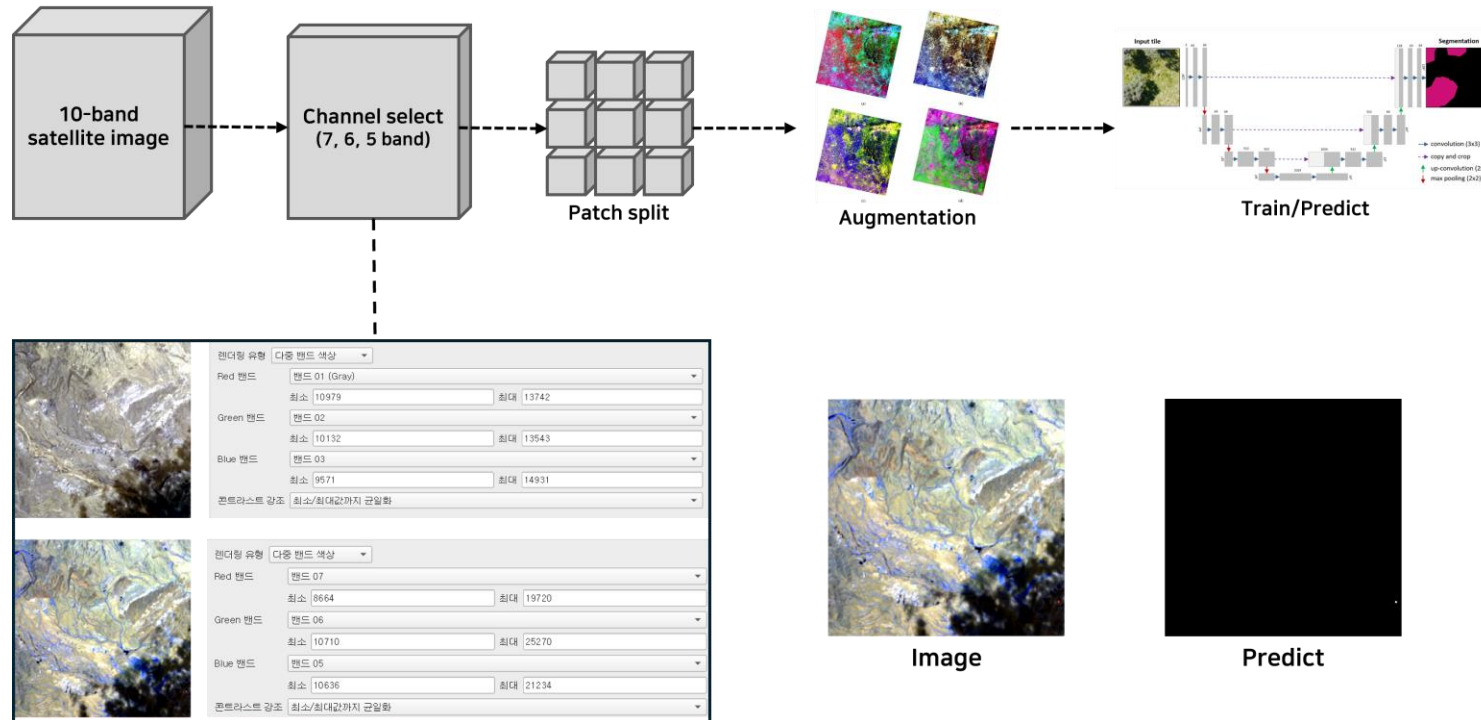 10-band
satellite image
Channel select
(7, 6, 5 band)
Patch split
Augmentation
Input tile
Segmentation
convolution (3x3)
copy and crop
up-convolution (2
max pooling (2x2)
Train/Predict
렌더링 유형 다중 밴드 색상
Red 밴드 밴드 01 (Gray)
최소 10979 최대 13742
Green 밴드 밴드 02
최소 10132 최대 13543
Blue 밴드 밴드 03
최소 9571 최대 14931
콘트라스트 강조 최소/최대값까지 균일화
렌더링 유형 다중 밴드 색상
Red 밴드 밴드 07
최소 8664 최대 19720
Green 밴드 밴드 06
최소 10710 최대 25270
Blue 밴드 밴드 05
최소 10636 최대 21234
콘트라스트 강조 최소/최대값까지 균일화
Image
Predict